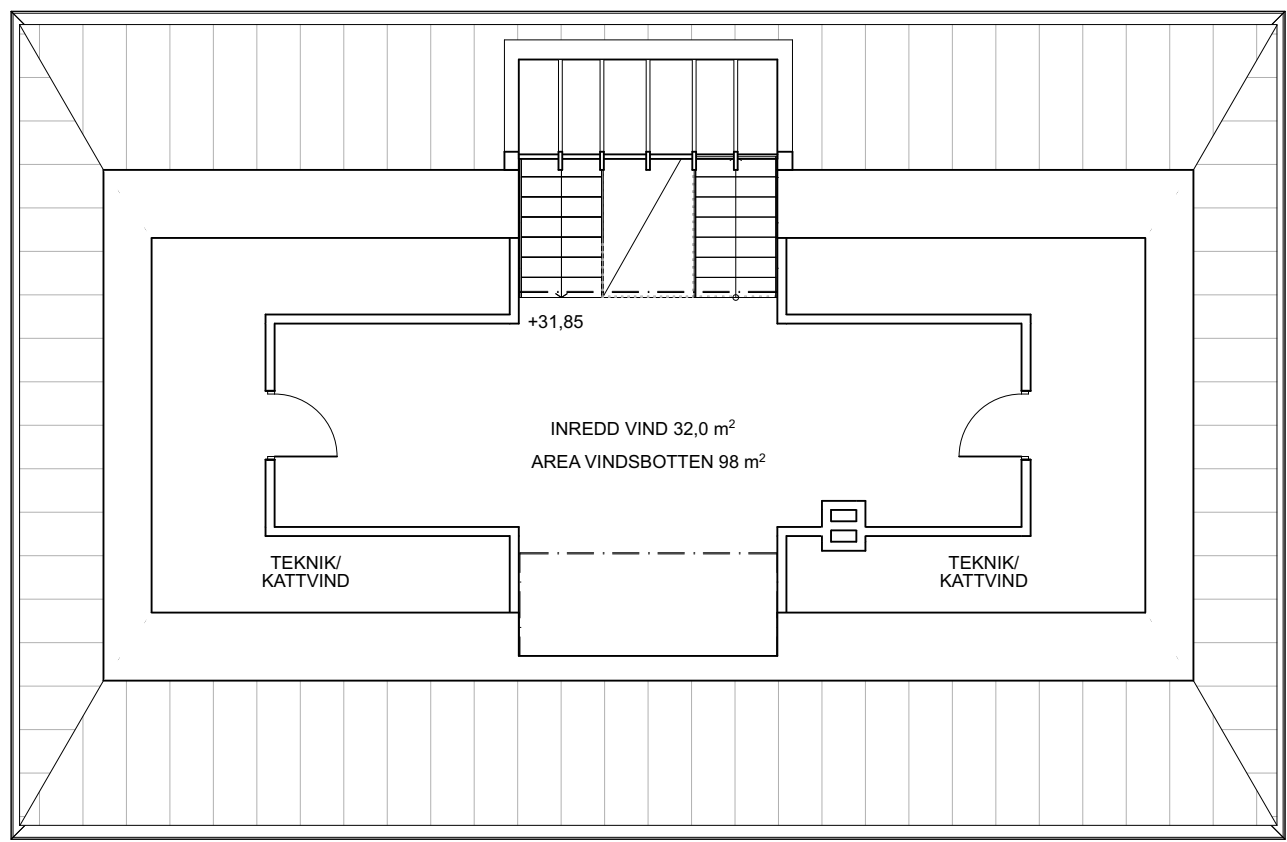 +31,85
INREDD VIND 32,0 m²
AREA VINDSBOTTEN 98 m²
TEKNIK/
KATTVIND
TEKNIK/
KATTVIND